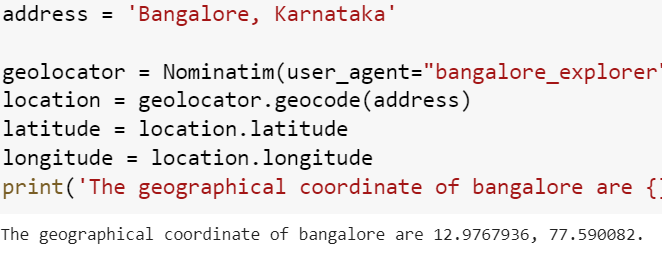 address = 'Bangalore, Karnataka'
geolocator = Nominatim(user_agent="bangalore_explorer"
location = geolocator.geocode(address)
latitude = location.latitude
longitude = location.longitude
print('The geographical coordinate of bangalore are {}
The geographical coordinate of bangalore are 12.9767936, 77.590082.